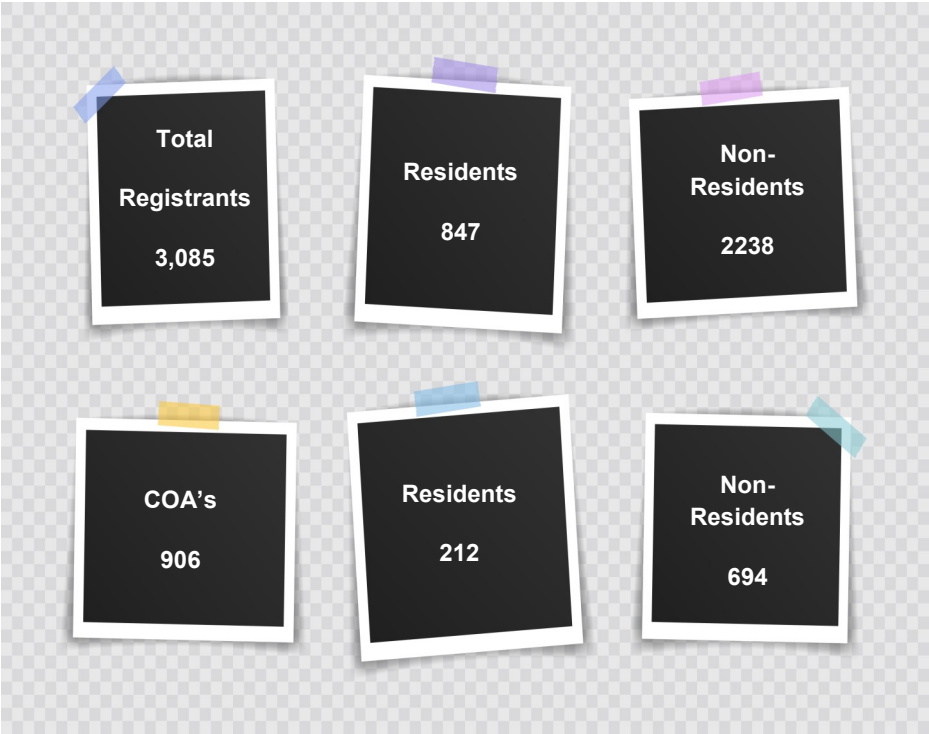 Total
Registrants
3,085
Residents
847
Non-
Residents
2238
COA’s
906
Residents
212
Non-
Residents
694